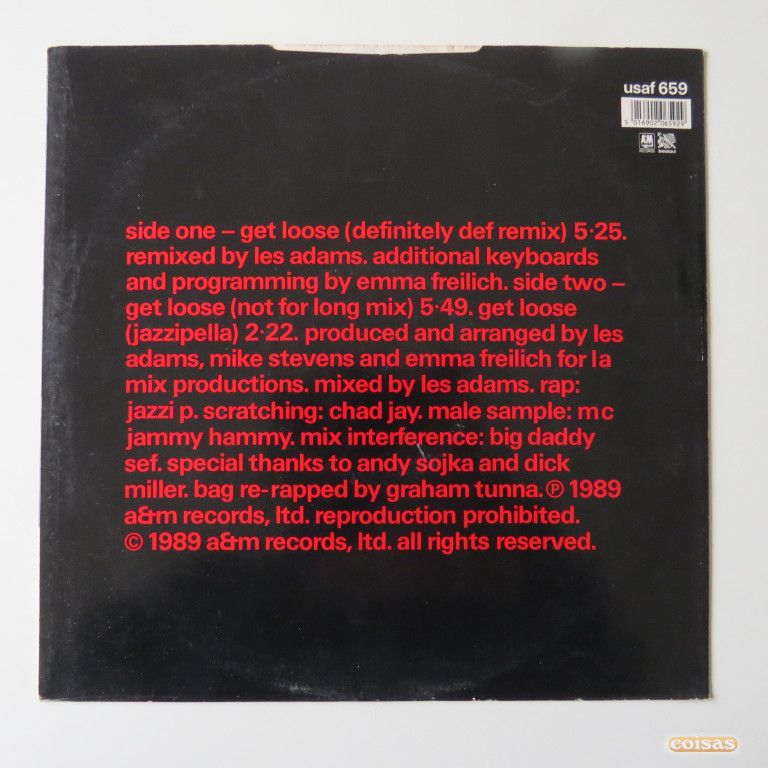 usaf 659
5 016902 065929
A&M
RECORDS
breakout
side one – get loose (definitely def remix) 5·25.
remixed by les adams. additional keyboards
and programming by emma freilich. side two –
get loose (not for long mix) 5·49. get loose
(jazzipella) 2·22. produced and arranged by les
adams, mike stevens and emma freilich for la
mix productions. mixed by les adams. rap:
jazzi p. scratching: chad jay. male sample: mc
jammy hammy. mix interference: big daddy
sef. special thanks to andy sojka and dick
miller. bag re-rapped by graham tunna. ℗ 1989
a&m records, ltd. reproduction prohibited.
© 1989 a&m records, ltd. all rights reserved.
coisas